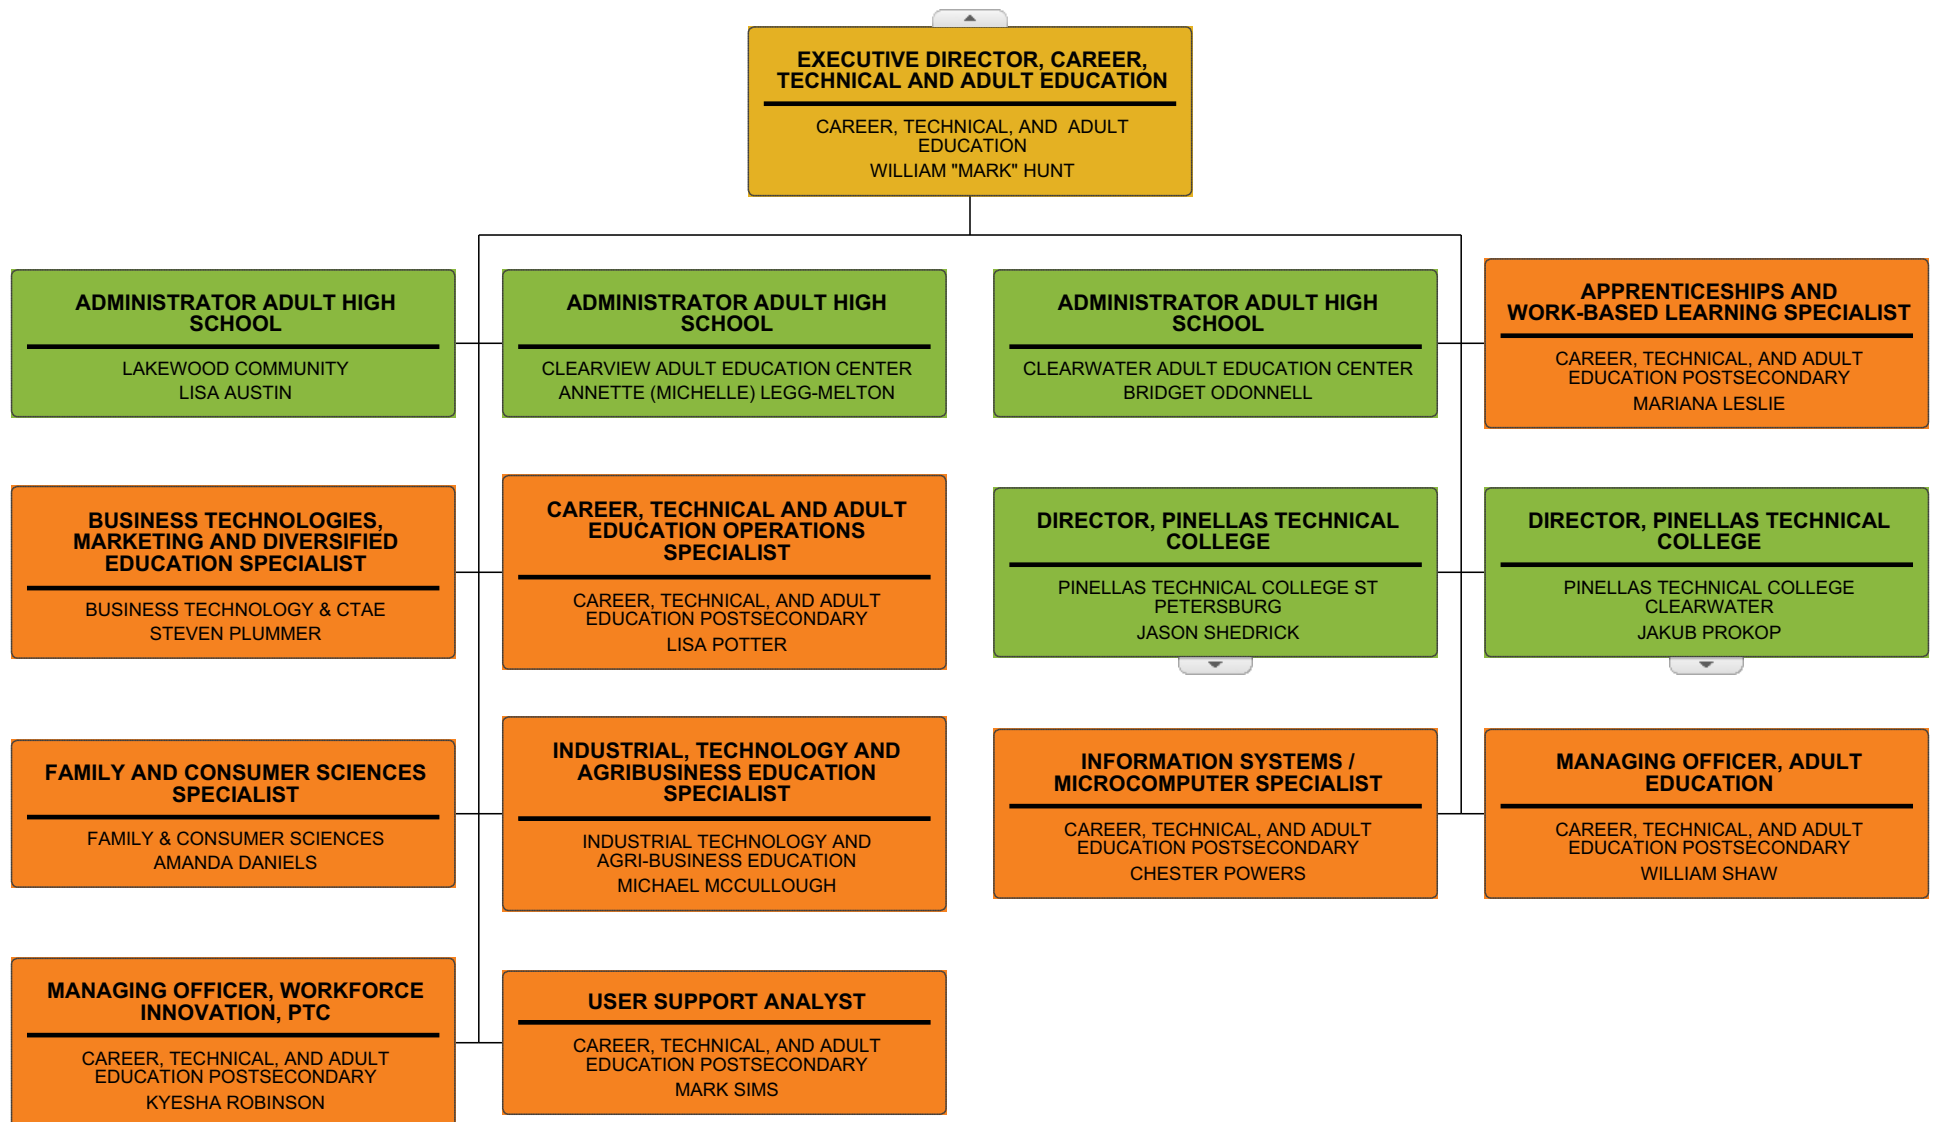 EXECUTIVE DIRECTOR, CAREER,
TECHNICAL AND ADULT EDUCATION
CAREER, TECHNICAL, AND  ADULT
EDUCATION
WILLIAM "MARK" HUNT
ADMINISTRATOR ADULT HIGH
SCHOOL
LAKEWOOD COMMUNITY
LISA AUSTIN
ADMINISTRATOR ADULT HIGH
SCHOOL
CLEARVIEW ADULT EDUCATION CENTER
ANNETTE (MICHELLE) LEGG-MELTON
ADMINISTRATOR ADULT HIGH
SCHOOL
CLEARWATER ADULT EDUCATION CENTER
BRIDGET ODONNELL
APPRENTICESHIPS AND
WORK-BASED LEARNING SPECIALIST
CAREER, TECHNICAL, AND ADULT
EDUCATION POSTSECONDARY
MARIANA LESLIE
BUSINESS TECHNOLOGIES,
MARKETING AND DIVERSIFIED
EDUCATION SPECIALIST
BUSINESS TECHNOLOGY & CTAE
STEVEN PLUMMER
CAREER, TECHNICAL AND ADULT
EDUCATION OPERATIONS
SPECIALIST
CAREER, TECHNICAL, AND ADULT
EDUCATION POSTSECONDARY
LISA POTTER
DIRECTOR, PINELLAS TECHNICAL
COLLEGE
PINELLAS TECHNICAL COLLEGE ST
PETERSBURG
JASON SHEDRICK
DIRECTOR, PINELLAS TECHNICAL
COLLEGE
PINELLAS TECHNICAL COLLEGE
CLEARWATER
JAKUB PROKOP
FAMILY AND CONSUMER SCIENCES
SPECIALIST
FAMILY & CONSUMER SCIENCES
AMANDA DANIELS
INDUSTRIAL, TECHNOLOGY AND
AGRIBUSINESS EDUCATION
SPECIALIST
INDUSTRIAL TECHNOLOGY AND
AGRI-BUSINESS EDUCATION
MICHAEL MCCULLOUGH
INFORMATION SYSTEMS /
MICROCOMPUTER SPECIALIST
CAREER, TECHNICAL, AND ADULT
EDUCATION POSTSECONDARY
CHESTER POWERS
MANAGING OFFICER, ADULT
EDUCATION
CAREER, TECHNICAL, AND ADULT
EDUCATION POSTSECONDARY
WILLIAM SHAW
MANAGING OFFICER, WORKFORCE
INNOVATION, PTC
CAREER, TECHNICAL, AND ADULT
EDUCATION POSTSECONDARY
KYESHA ROBINSON
USER SUPPORT ANALYST
CAREER, TECHNICAL, AND ADULT
EDUCATION POSTSECONDARY
MARK SIMS